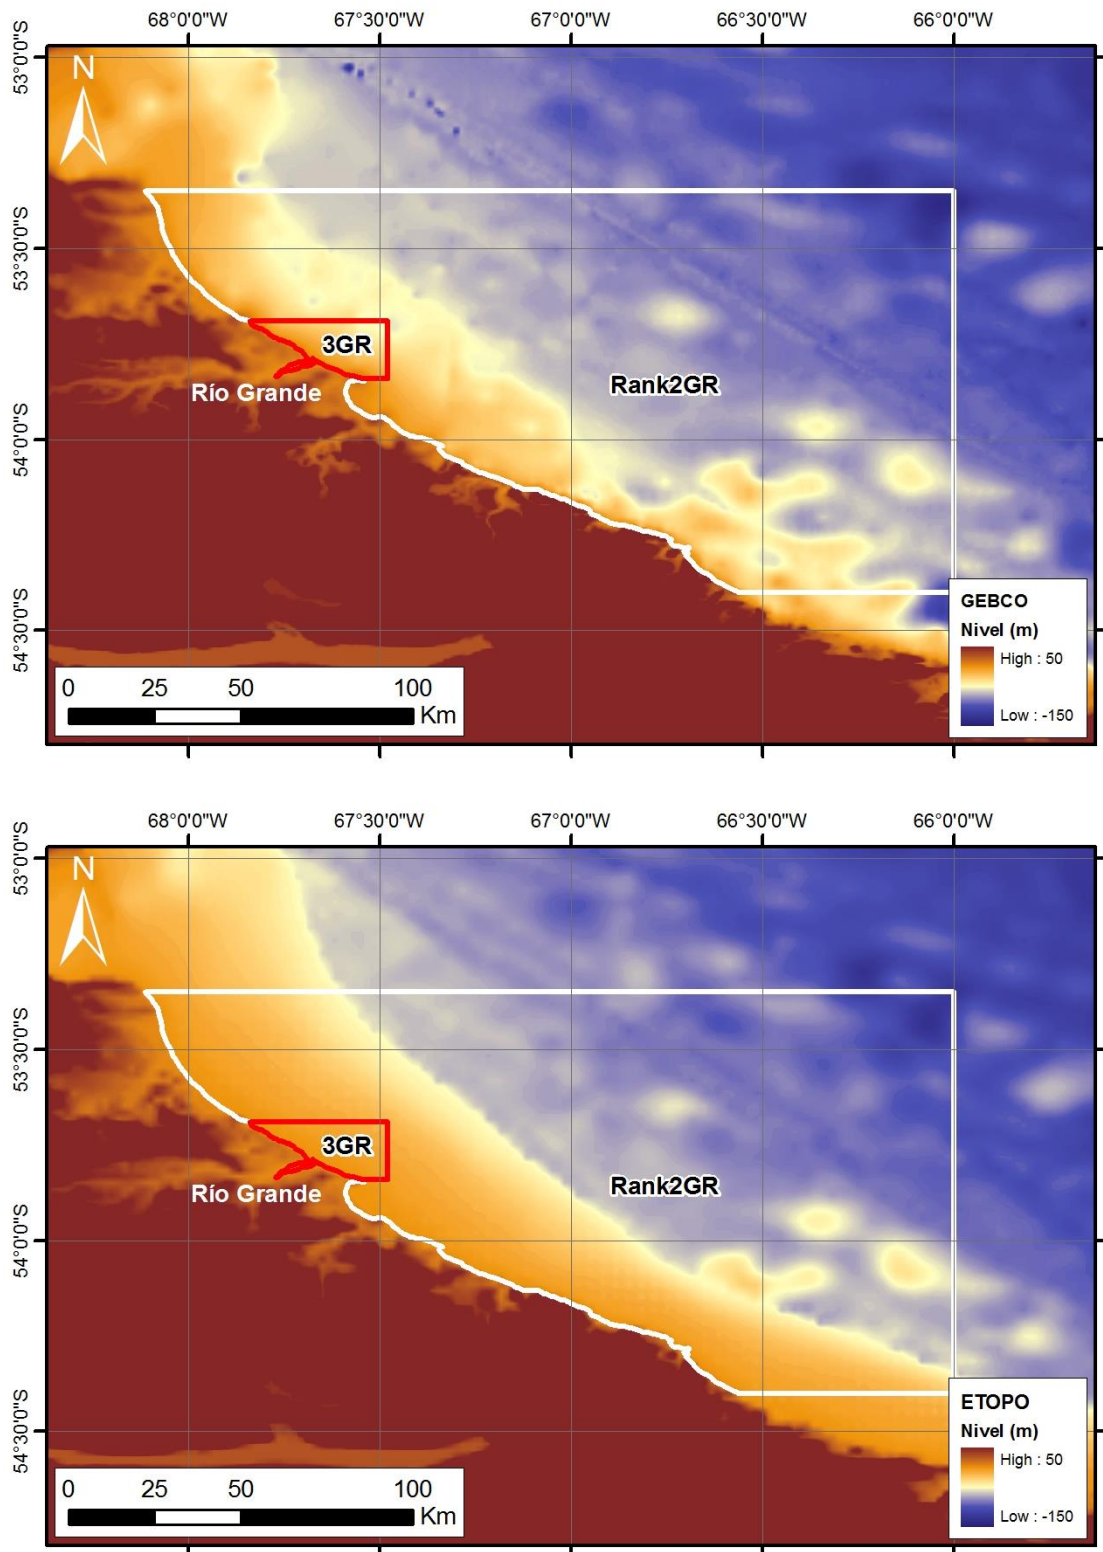 68°0'0"W 67°30'0"W 67°0'0"W 66°30'0"W 66°0'0"W
53°0'0"S
N
53°30'0"S
3GR
Río Grande
Rank2GR
54°0'0"S
54°30'0"S
GEBCO
Nivel (m)
High : 50
Low : -150
0 25 50 100
Km
68°0'0"W 67°30'0"W 67°0'0"W 66°30'0"W 66°0'0"W
53°0'0"S
N
53°30'0"S
3GR
Río Grande
Rank2GR
54°0'0"S
54°30'0"S
ETOPO
Nivel (m)
High : 50
Low : -150
0 25 50 100
Km